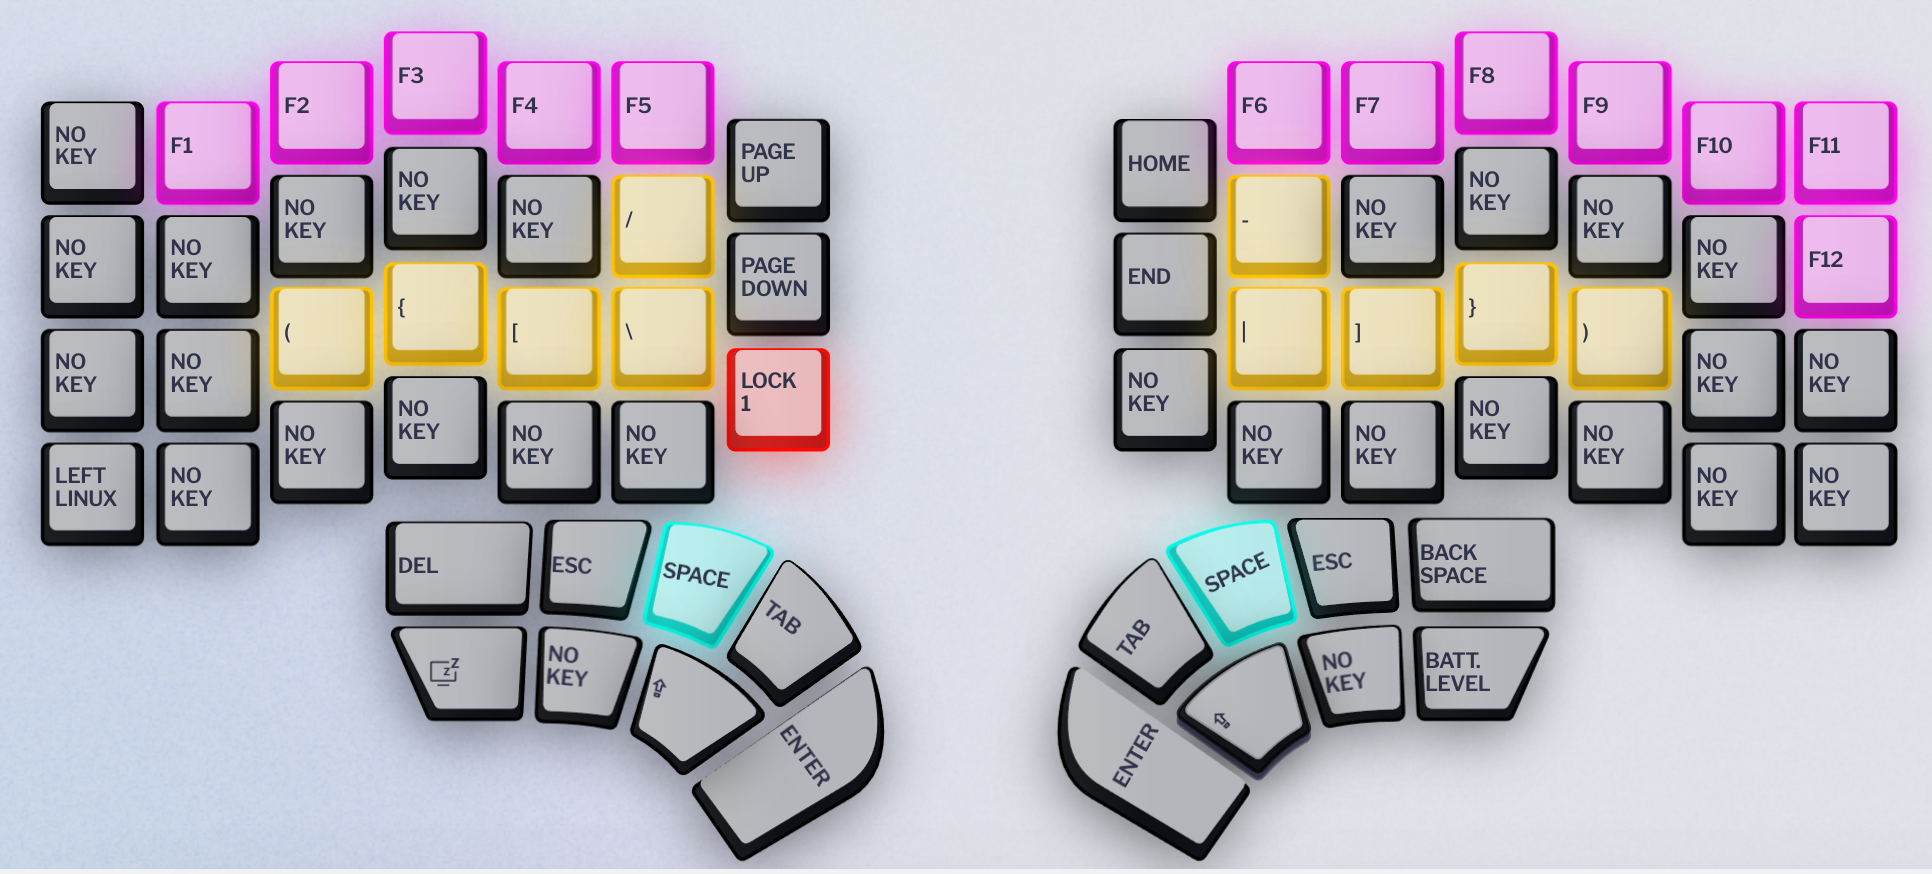 F3
F8
F2
F4
F5
F6
F7
F9
NO
KEY
F1
PAGE
UP
HOME
F10
F11
NO
KEY
NO
KEY
NO
KEY
NO
KEY
/
-
NO
KEY
NO
KEY
NO
KEY
NO
KEY
PAGE
DOWN
END
NO
KEY
F12
{
}
(
[
\
|
]
)
NO
KEY
NO
KEY
LOCK
1
NO
KEY
NO
KEY
NO
KEY
NO
KEY
NO
KEY
NO
KEY
NO
KEY
NO
KEY
NO
KEY
NO
KEY
NO
KEY
LEFT
LINUX
NO
KEY
NO
KEY
NO
KEY
DEL
ESC
SPACE
TAB
TAB
SPACE
ESC
BACK
SPACE
zz
NO
KEY
⇧
ENTER
ENTER
⇧
NO
KEY
BATT.
LEVEL